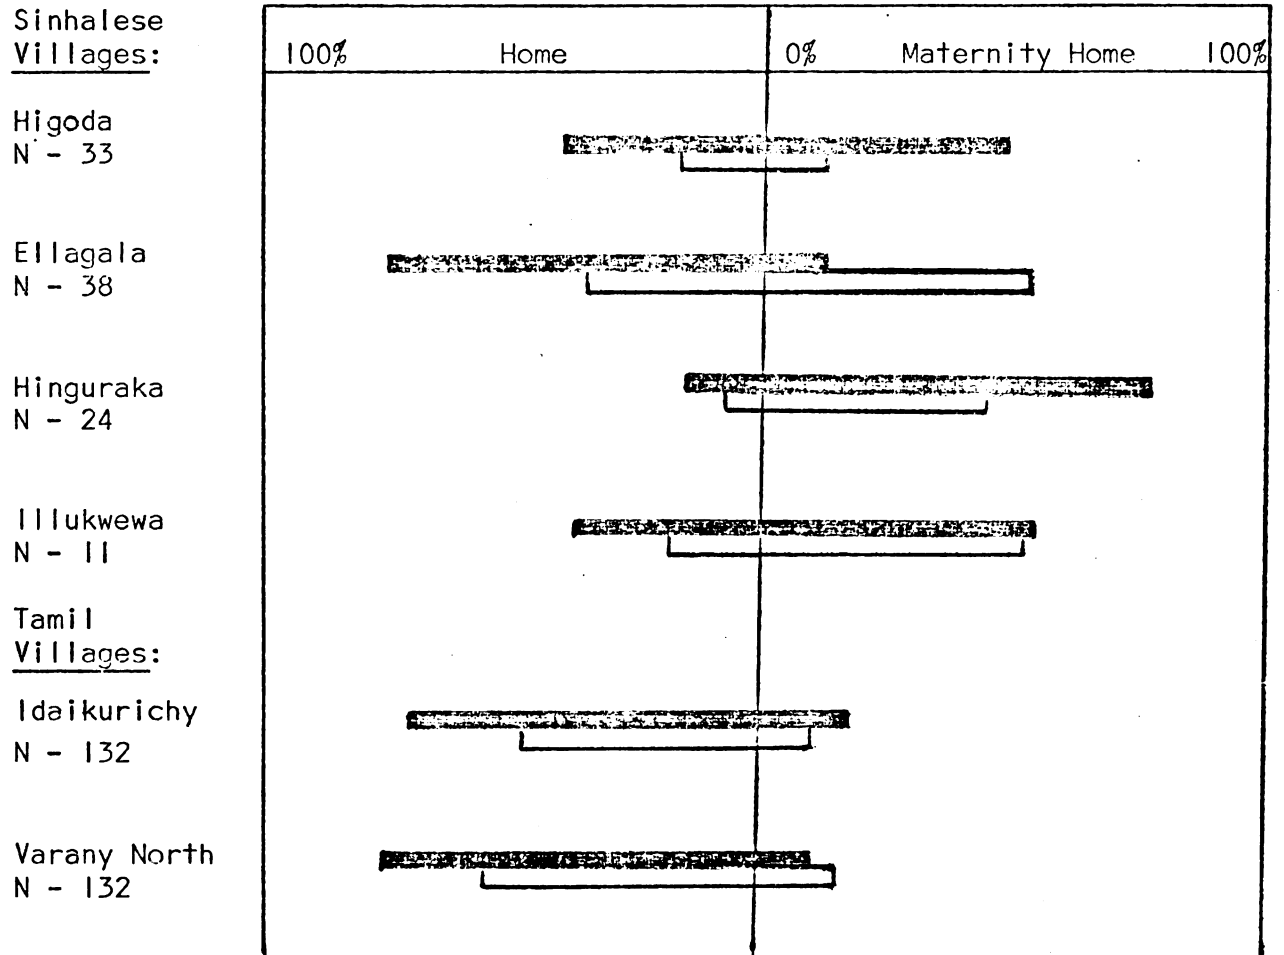 Sinhalese
Villages:
100% Home 0% Maternity Home 100%
Higoda
N - 33
Ellagala
N - 38
Hinguraka
N - 24
Illukwewa
N - 11
Tamil
Villages:
Idaikurichy
N - 132
Varany North
N - 132